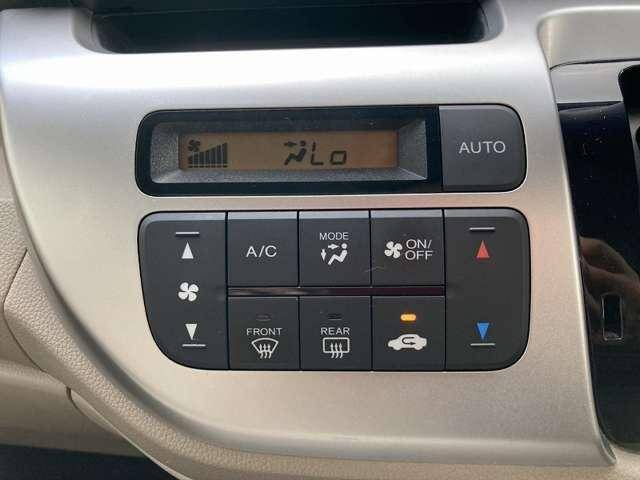 Lo
AUTO
A/C
MODE
ON/
OFF
FRONT
REAR